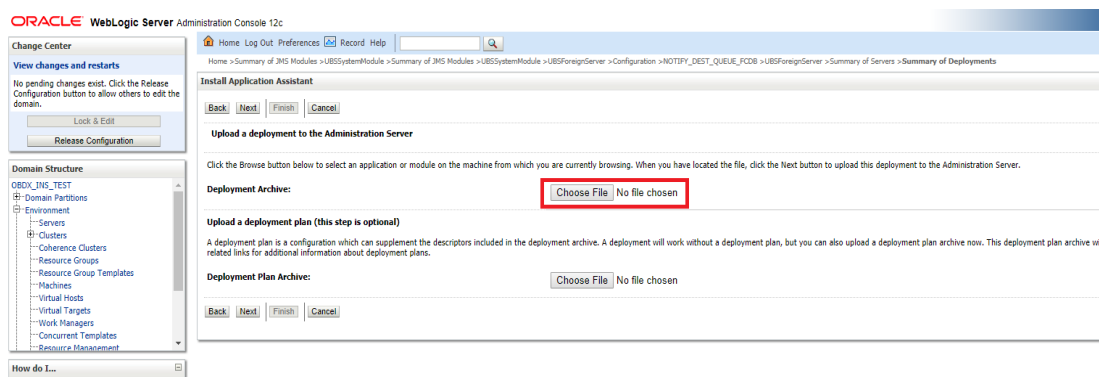 ORACLE WebLogic Server Administration Console 12c
Change Center
View changes and restarts
No pending changes exist. Click the Release
Configuration button to allow others to edit the
domain.
Lock & Edit
Release Configuration
Domain Structure
OBDX_INS_TEST
Domain Partitions
Environment
Servers
Clusters
Coherence Clusters
Resource Groups
Resource Group Templates
Machines
Virtual Hosts
Virtual Targets
Work Managers
Concurrent Templates
Resource Management
How do I...
Home Log Out Preferences Record Help
Home >Summary of JMS Modules >UBSSystemModule >Summary of JMS Modules >UBSSystemModule >UBSForeignServer >Configuration >NOTIFY_DEST_QUEUE_FCDB >UBSForeignServer >Summary of Servers >Summary of Deployments
Install Application Assistant
Back Next Finish Cancel
Upload a deployment to the Administration Server
Click the Browse button below to select an application or module on the machine from which you are currently browsing. When you have located the file, click the Next button to upload this deployment to the Administration Server.
Deployment Archive: Choose File No file chosen
Upload a deployment plan (this step is optional)
A deployment plan is a configuration which can supplement the descriptors included in the deployment archive. A deployment will work without a deployment plan, but you can also upload a deployment plan archive now. This deployment plan archive wi
related links for additional information about deployment plans.
Deployment Plan Archive: Choose File No file chosen
Back Next Finish Cancel